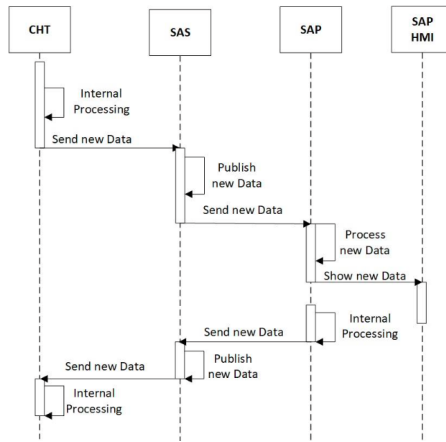 CHT
SAS
SAP
SAP
HMI
Internal
Processing
Send new Data
Publish
new Data
Send new Data
Process
new Data
Show new Data
Internal
Processing
Send new Data
Publish
new Data
Send new Data
Internal
Processing